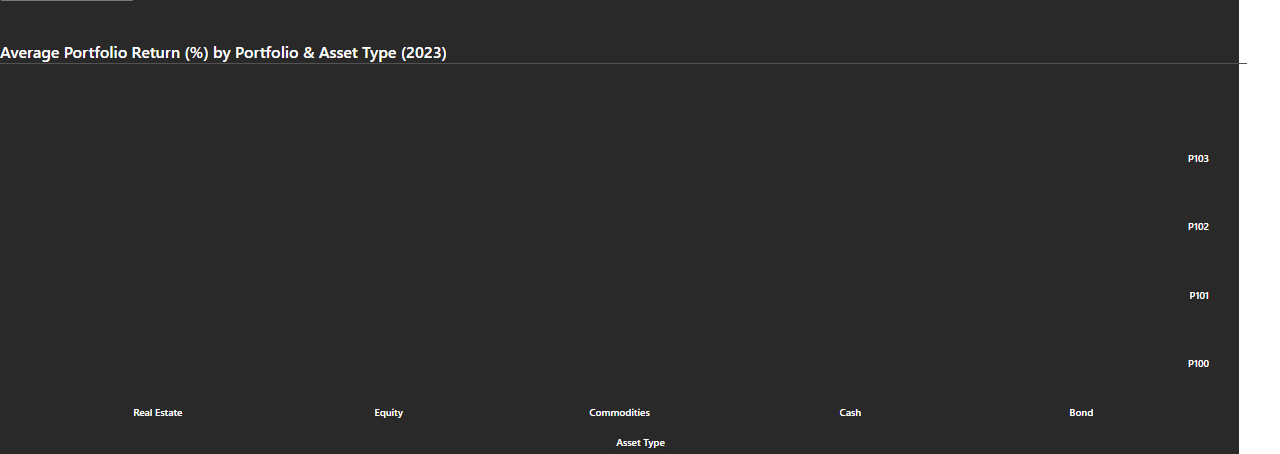 Average Portfolio Return (%) by Portfolio & Asset Type (2023)
P103
P102
P101
P100
Real Estate Equity Commodities Cash Bond
Asset Type